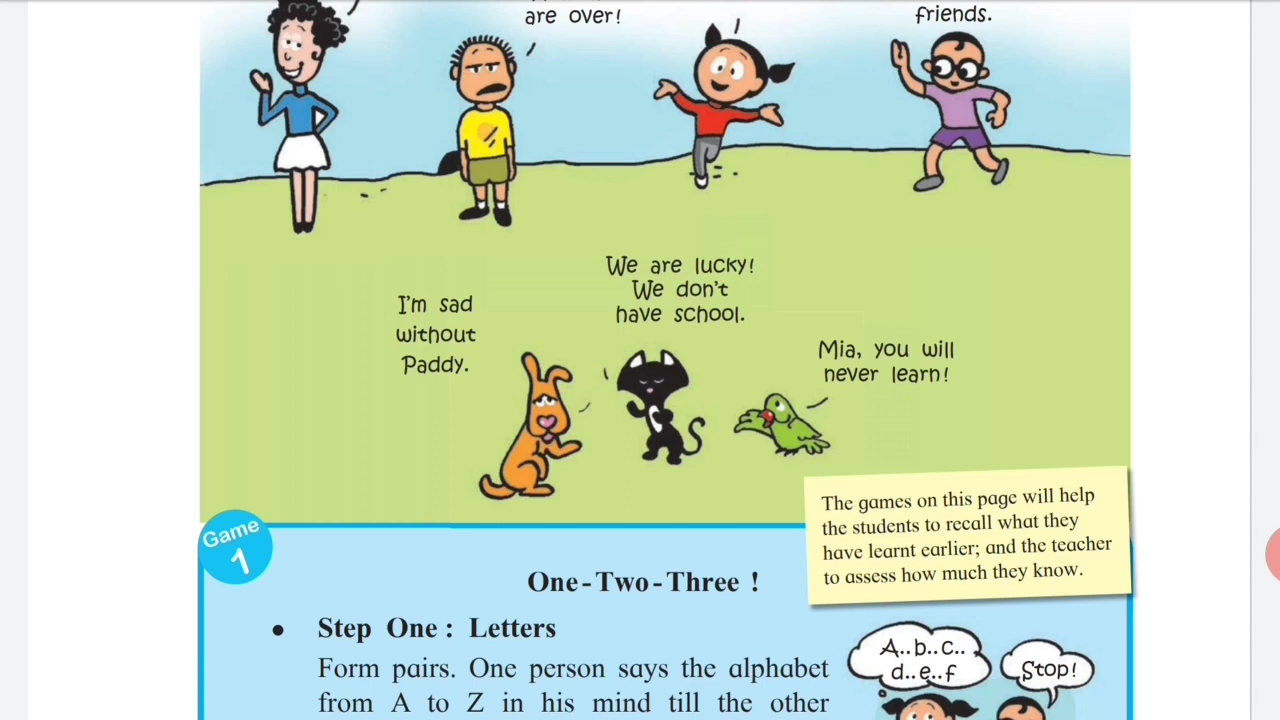 are over!
friends.
We are lucky!
We don't
have school.
I'm sad
without
Paddy.
Mia, you will
never learn!
The games on this page will help
the students to recall what they
have learnt earlier; and the teacher
to assess how much they know.
Game
1
One-Two-Three !
• Step One : Letters
Form pairs. One person says the alphabet
from A to Z in his mind till the other
A..b..c..
d..e..f
Stop!